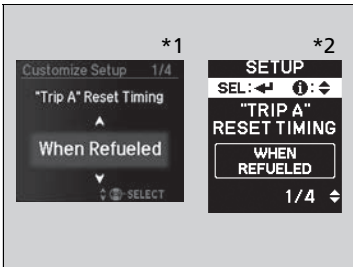 *1
Customize Setup 1/4
"Trip A" Reset Timing
When Refueled
SELECT
*2
SETUP
SEL: ⓘ:
"TRIP A"
RESET TIMING
WHEN
REFUELED
1/4